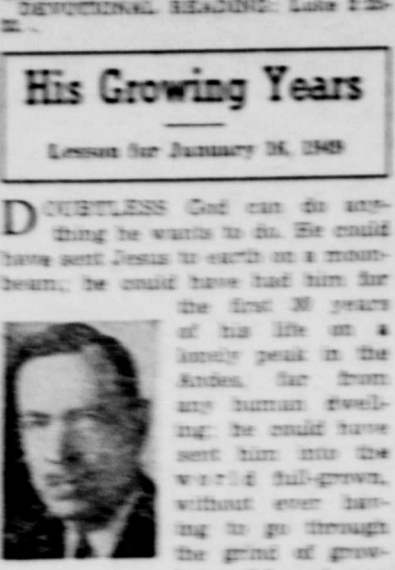 DEVOTIONAL READING: Luke
His Growing Years
Lesson for January 16, 1949
DOUBTLESS God can do any-
thing he wants to do. He could
have sent Jesus to earth on a moon-
beam; he could have had him for
the first 30 years
of his life on a
lonely peak in the
Andes, far from
any human dwell-
ing; he could have
sent him into the
world full-grown,
without ever hav-
ing to go through
the grind of grow-